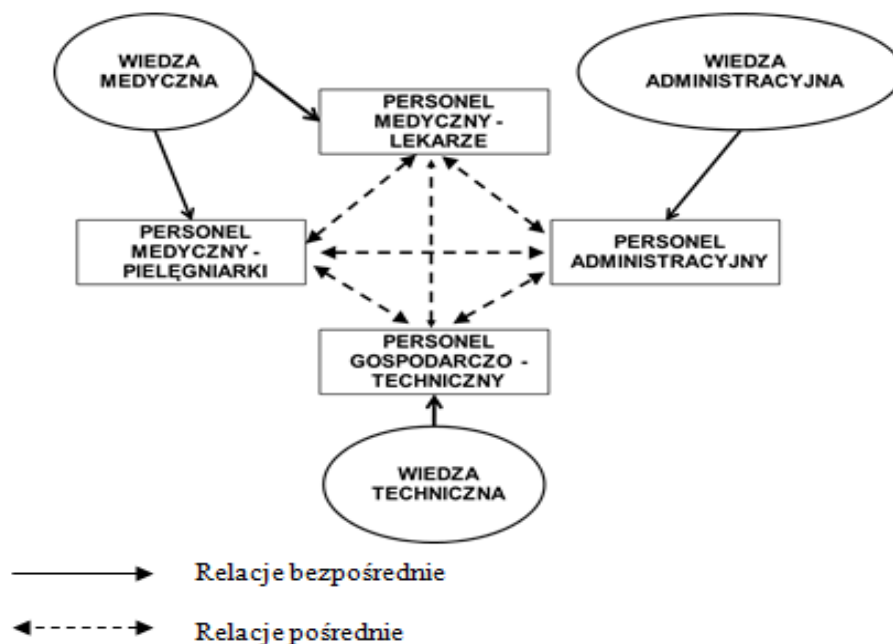 WIEDZA
MEDYCZNA
WIEDZA
ADMINISTRACYJNA
PERSONEL
MEDYCZNY -
LEKARZE
PERSONEL
MEDYCZNY -
PIELĘGNIARKI
PERSONEL
ADMINISTRACYJNY
PERSONEL
GOSPODARCZO -
TECHNICZNY
WIEDZA
TECHNICZNA
Relacje bezpośrednie
Relacje pośrednie